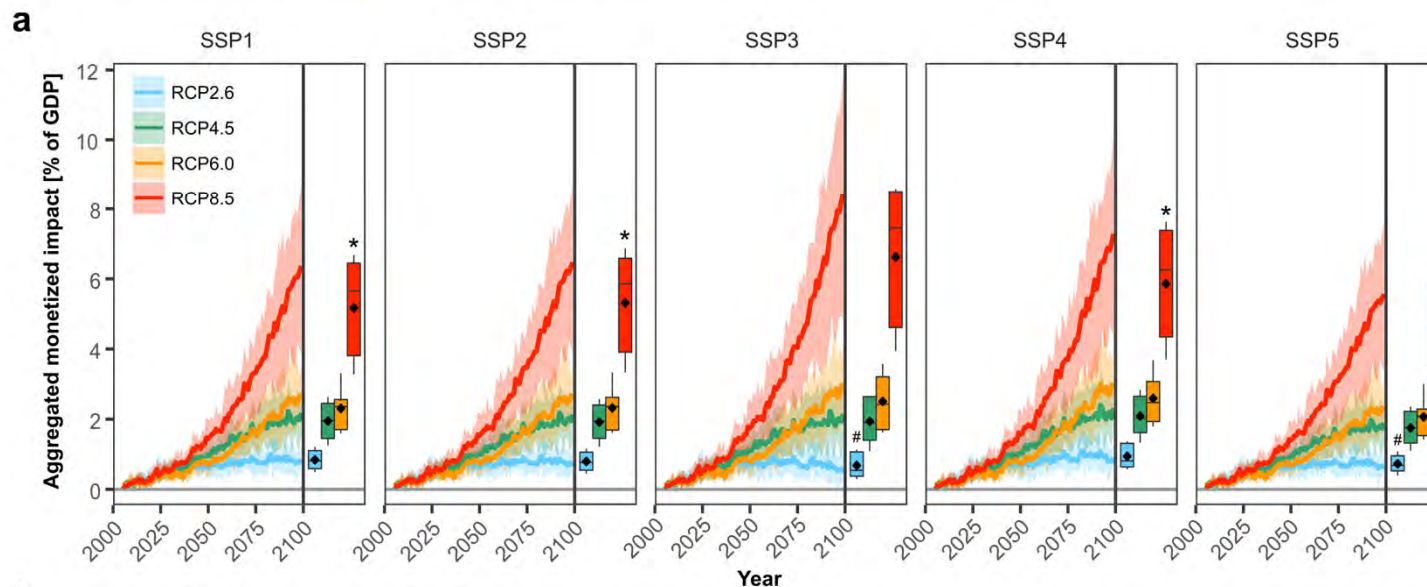 a
SSP1 SSP2 SSP3 SSP4 SSP5
Aggregated monetized impact [% of GDP]
12
10
8
6
4
2
0
RCP2.6
RCP4.5
RCP6.0
RCP8.5
* * # * #
2000 2025 2050 2075 2100 2000 2025 2050 2075 2100 2000 2025 2050 2075 2100 2000 2025 2050 2075 2100 2000 2025 2050 2075 2100
Year